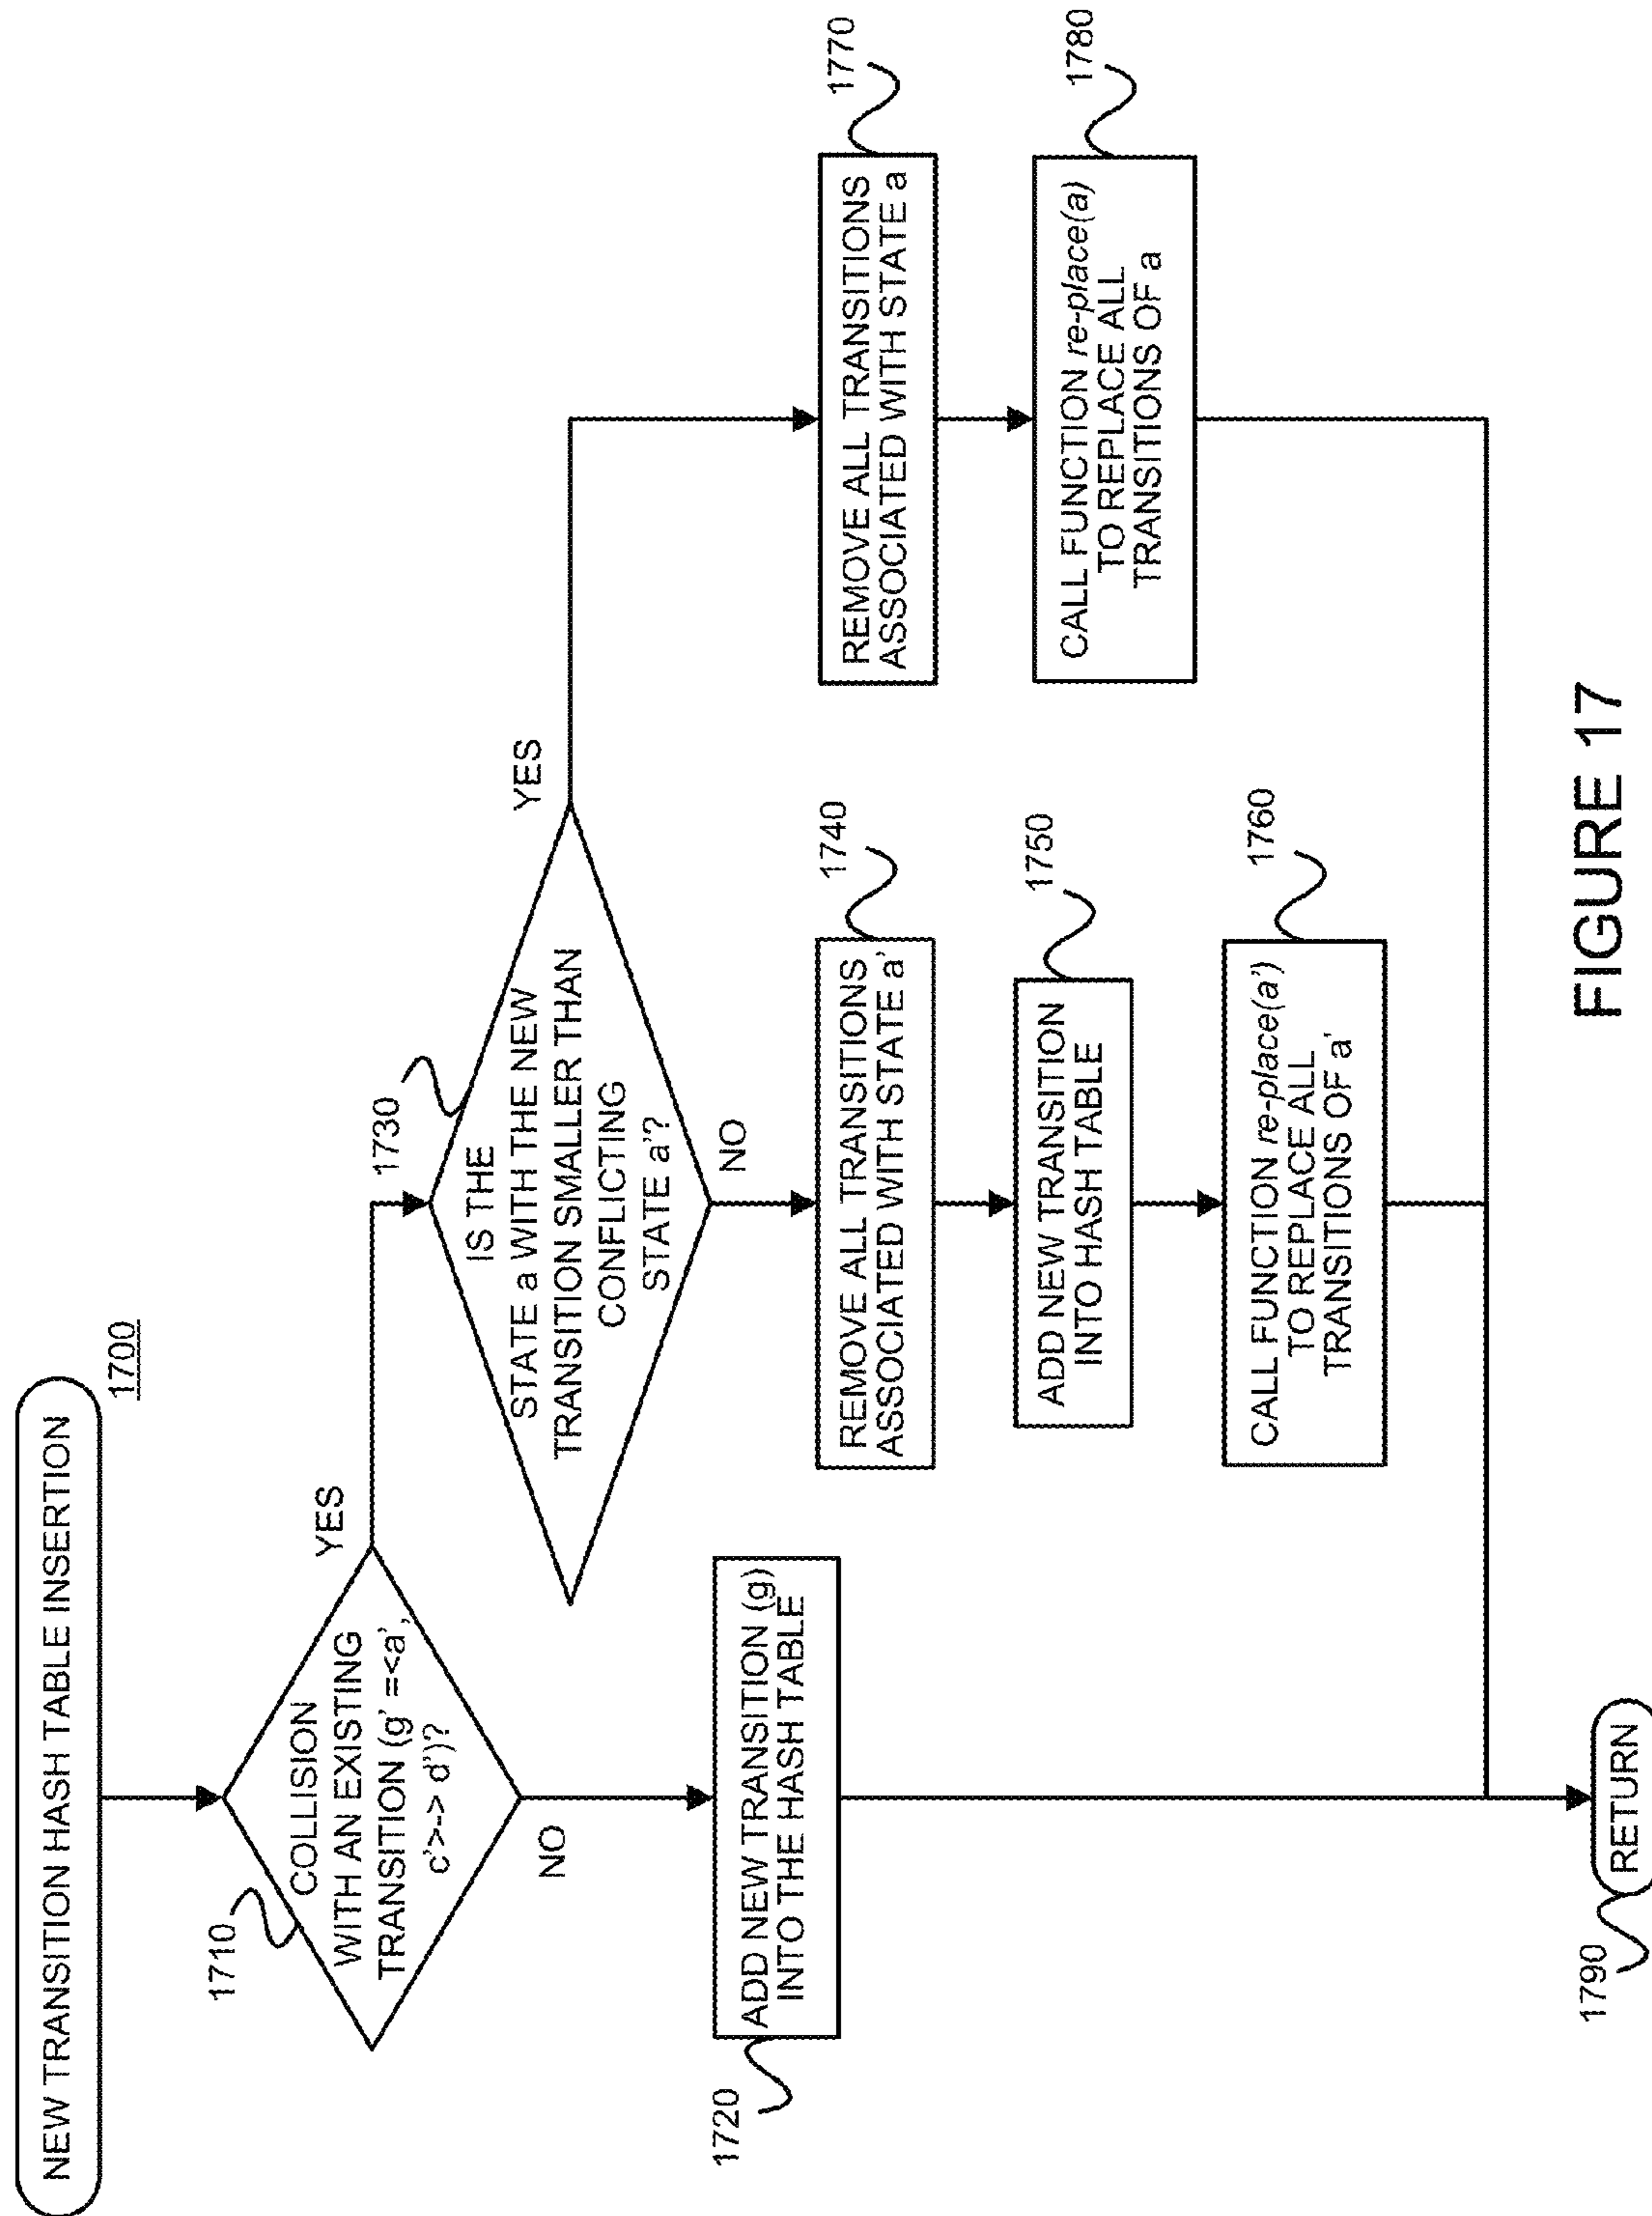 NEW TRANSITION HASH TABLE INSERTION
1700
1710
COLLISION
WITH AN EXISTING
TRANSITION (g' =<a',
c'>--> d')?
YES
NO
1720
ADD NEW TRANSITION (g)
INTO THE HASH TABLE
1730
IS THE
STATE a WITH THE NEW
TRANSITION SMALLER THAN
CONFLICTING
STATE a'?
YES
NO
1740
REMOVE ALL TRANSITIONS
ASSOCIATED WITH STATE a'
1750
ADD NEW TRANSITION
INTO HASH TABLE
1760
CALL FUNCTION re-place(a')
TO REPLACE ALL
TRANSITIONS OF a'
1770
REMOVE ALL TRANSITIONS
ASSOCIATED WITH STATE a
1780
CALL FUNCTION re-place(a)
TO REPLACE ALL
TRANSITIONS OF a
1790
RETURN
FIGURE 17